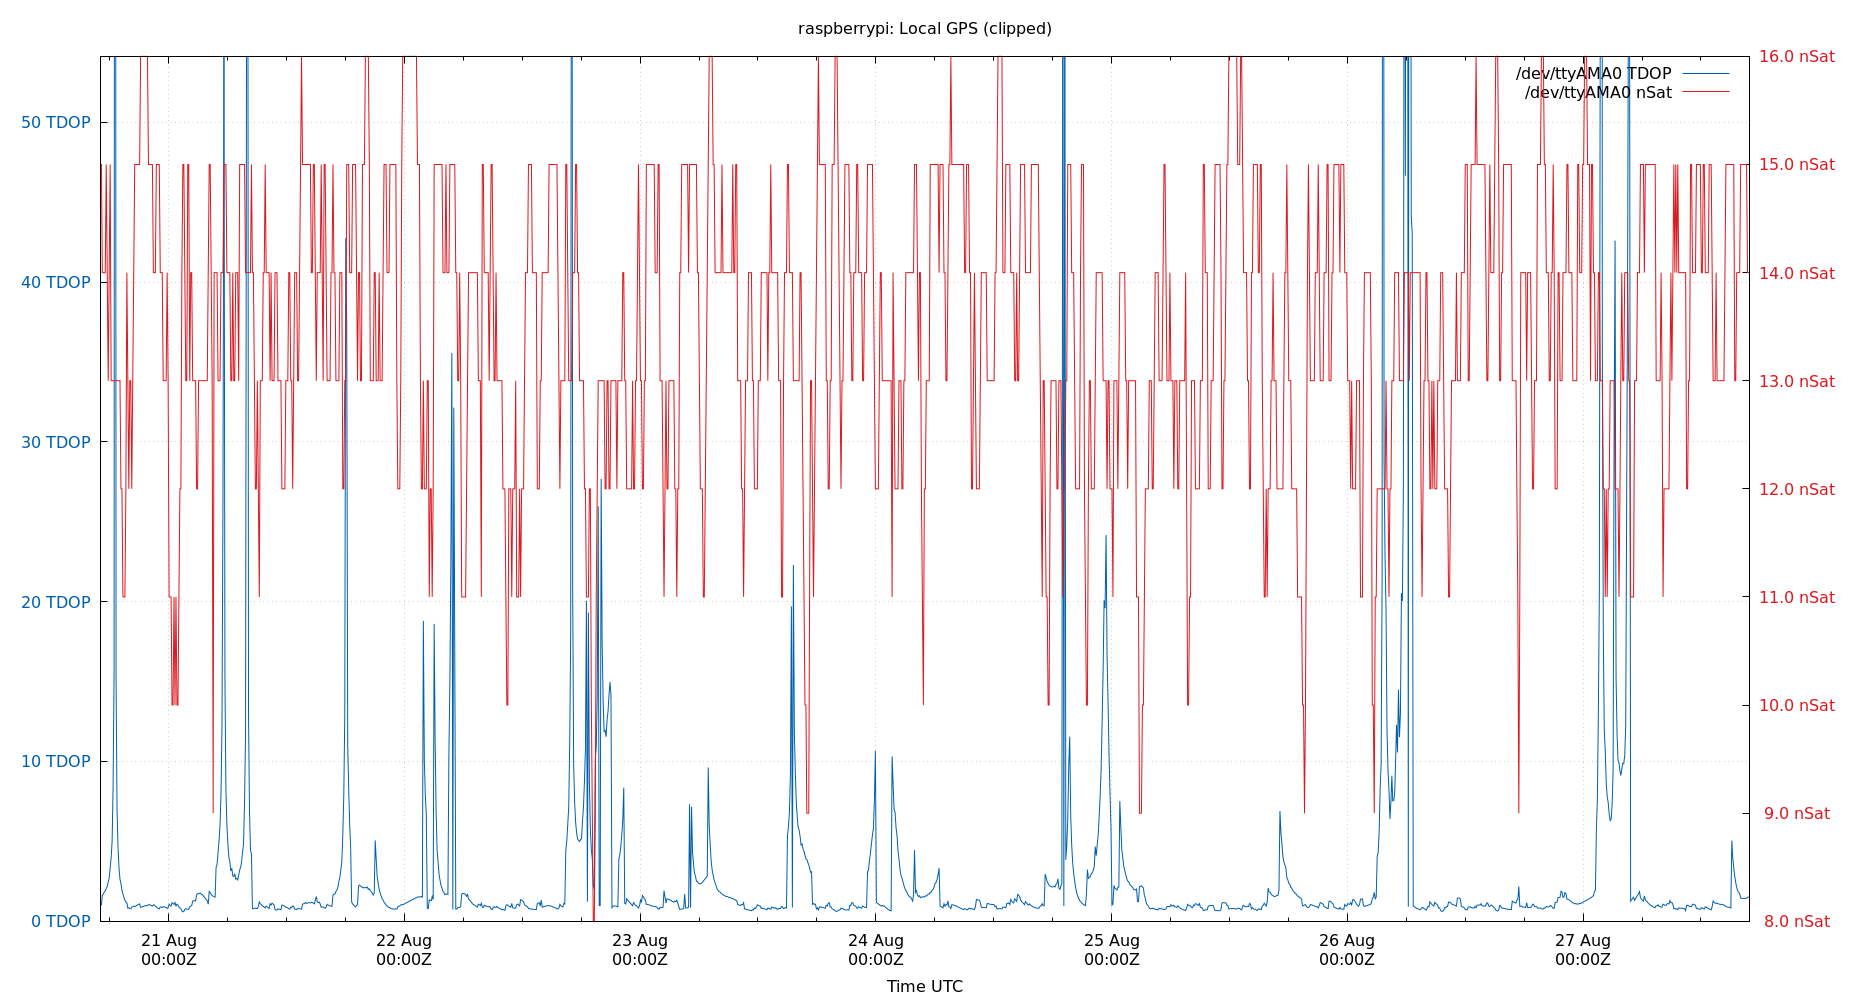 raspberrypi: Local GPS (clipped)
/dev/ttyAMA0 TDOP
/dev/ttyAMA0 nSat
50 TDOP
40 TDOP
30 TDOP
20 TDOP
10 TDOP
0 TDOP
16.0 nSat
15.0 nSat
14.0 nSat
13.0 nSat
12.0 nSat
11.0 nSat
10.0 nSat
9.0 nSat
8.0 nSat
21 Aug
00:00Z
22 Aug
00:00Z
23 Aug
00:00Z
24 Aug
00:00Z
25 Aug
00:00Z
26 Aug
00:00Z
27 Aug
00:00Z
Time UTC